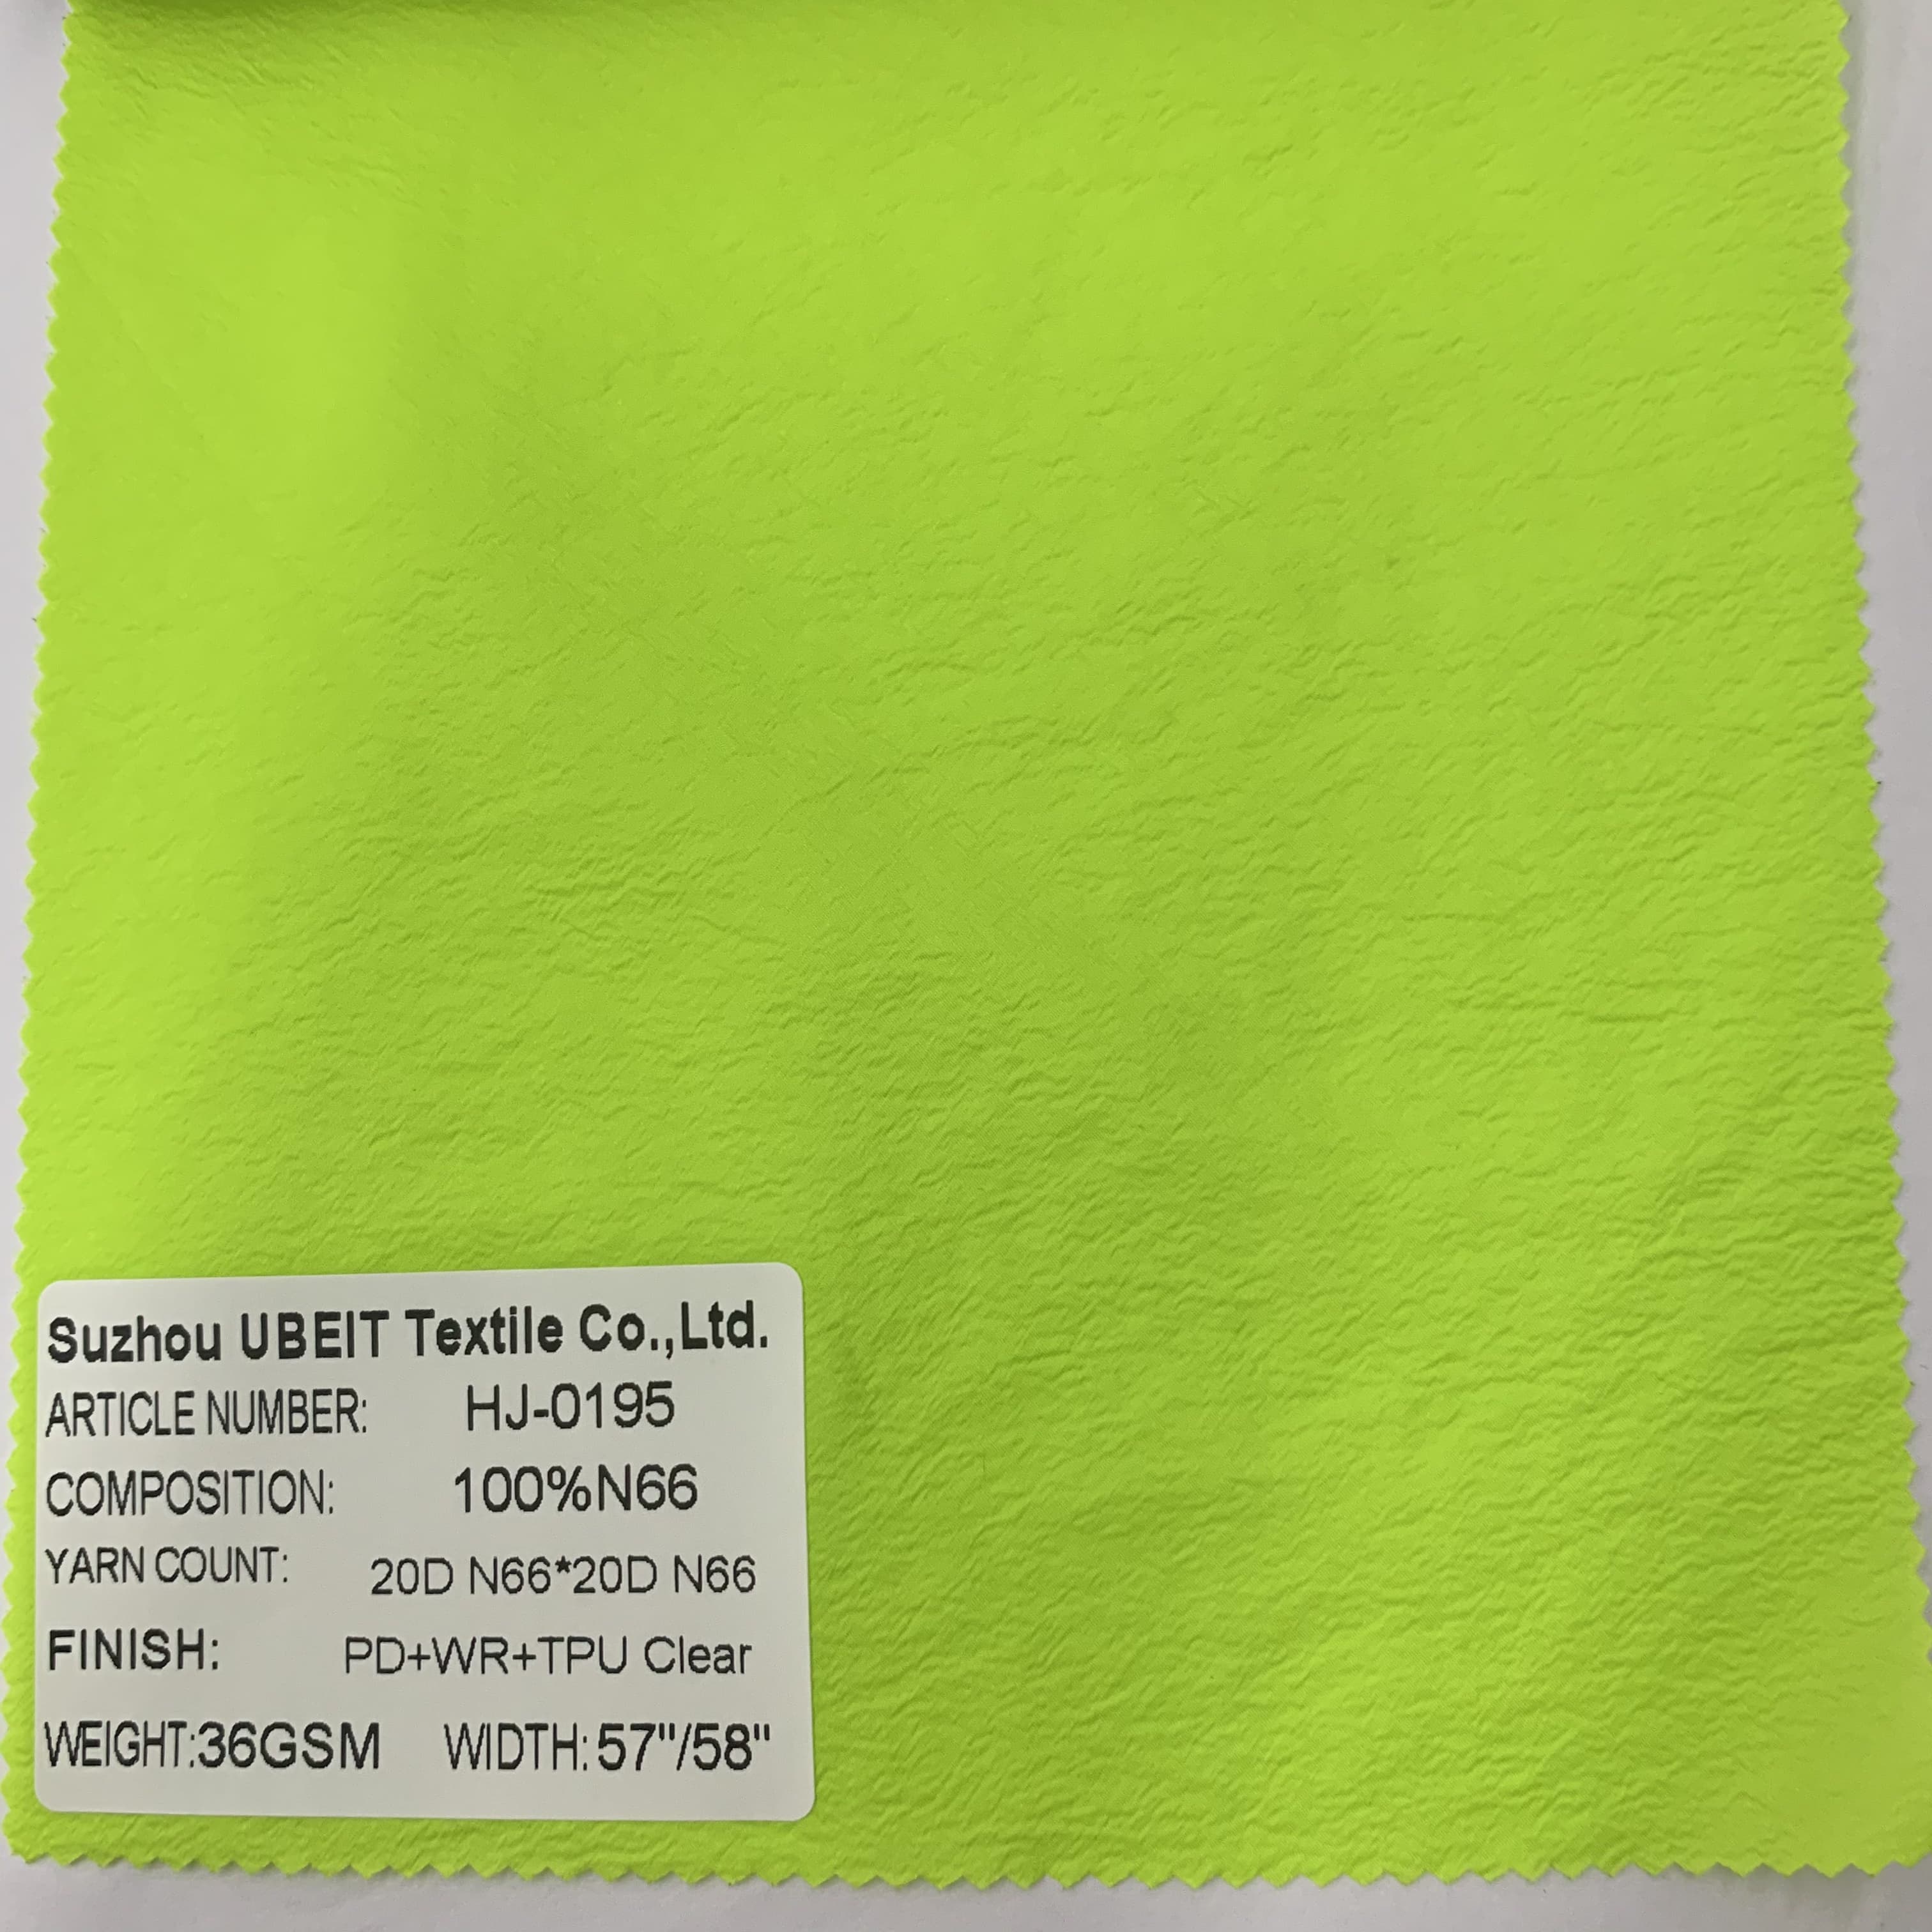 Suzhou UBEIT Textile Co.,Ltd.
ARTICLE NUMBER: HJ-0195
COMPOSITION: 100%N66
YARN COUNT: 20D N66*20D N66
FINISH: PD+WR+TPU Clear
WEIGHT:36GSM WIDTH:57"/58"